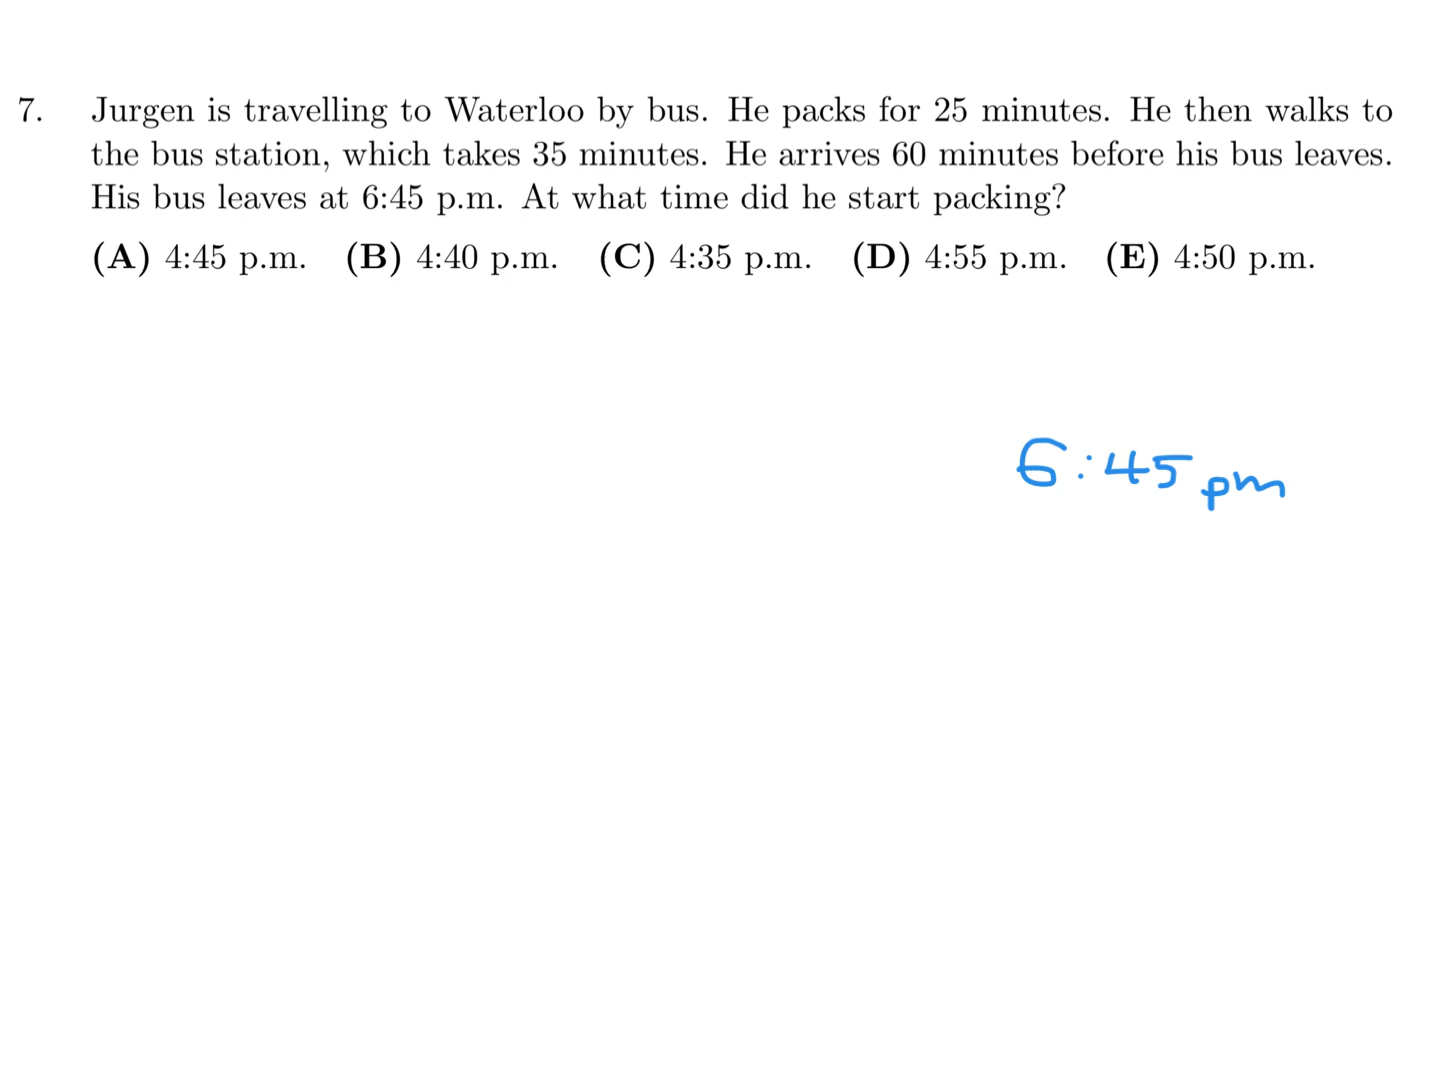 7. Jurgen is travelling to Waterloo by bus. He packs for 25 minutes. He then walks to
the bus station, which takes 35 minutes. He arrives 60 minutes before his bus leaves.
His bus leaves at 6:45 p.m. At what time did he start packing?
(A) 4:45 p.m. (B) 4:40 p.m. (C) 4:35 p.m. (D) 4:55 p.m. (E) 4:50 p.m.
6:45 pm